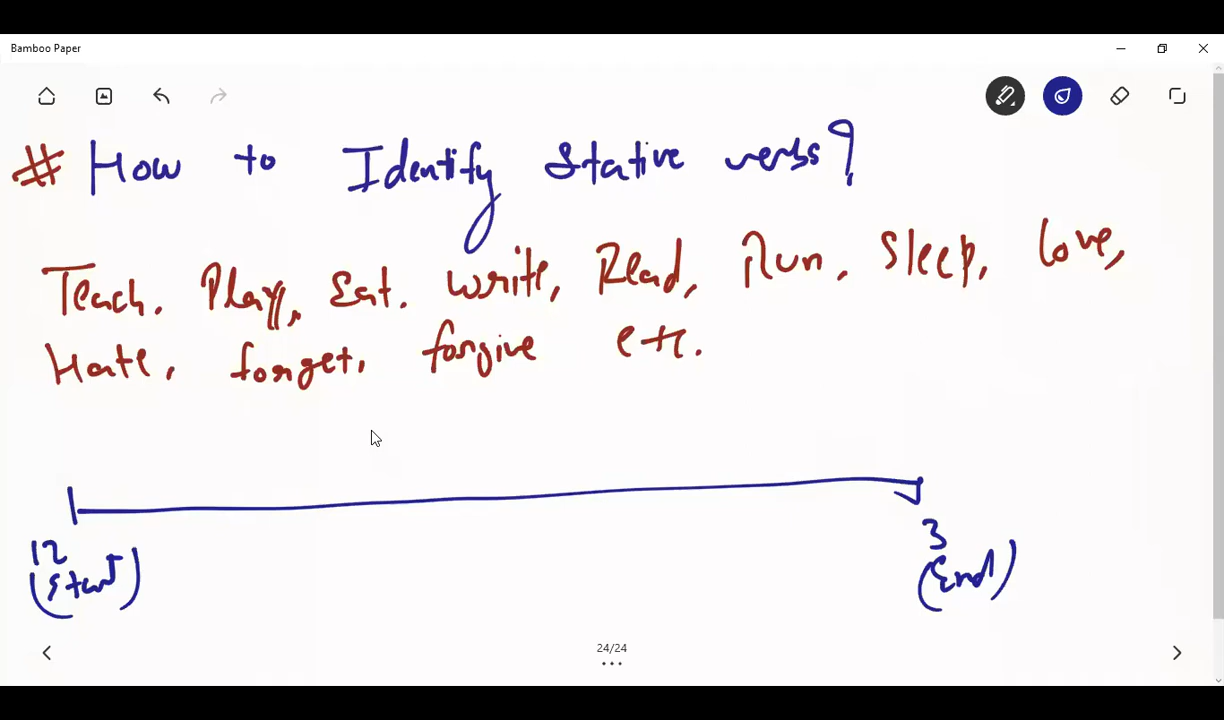 Bamboo Paper
# How to Identify Stative verbs?
Teach. Play, Eat. write, Read, Run, Sleep, love,
Hate, forget, forgive etc.
12 3
(Start) (End)
24/24